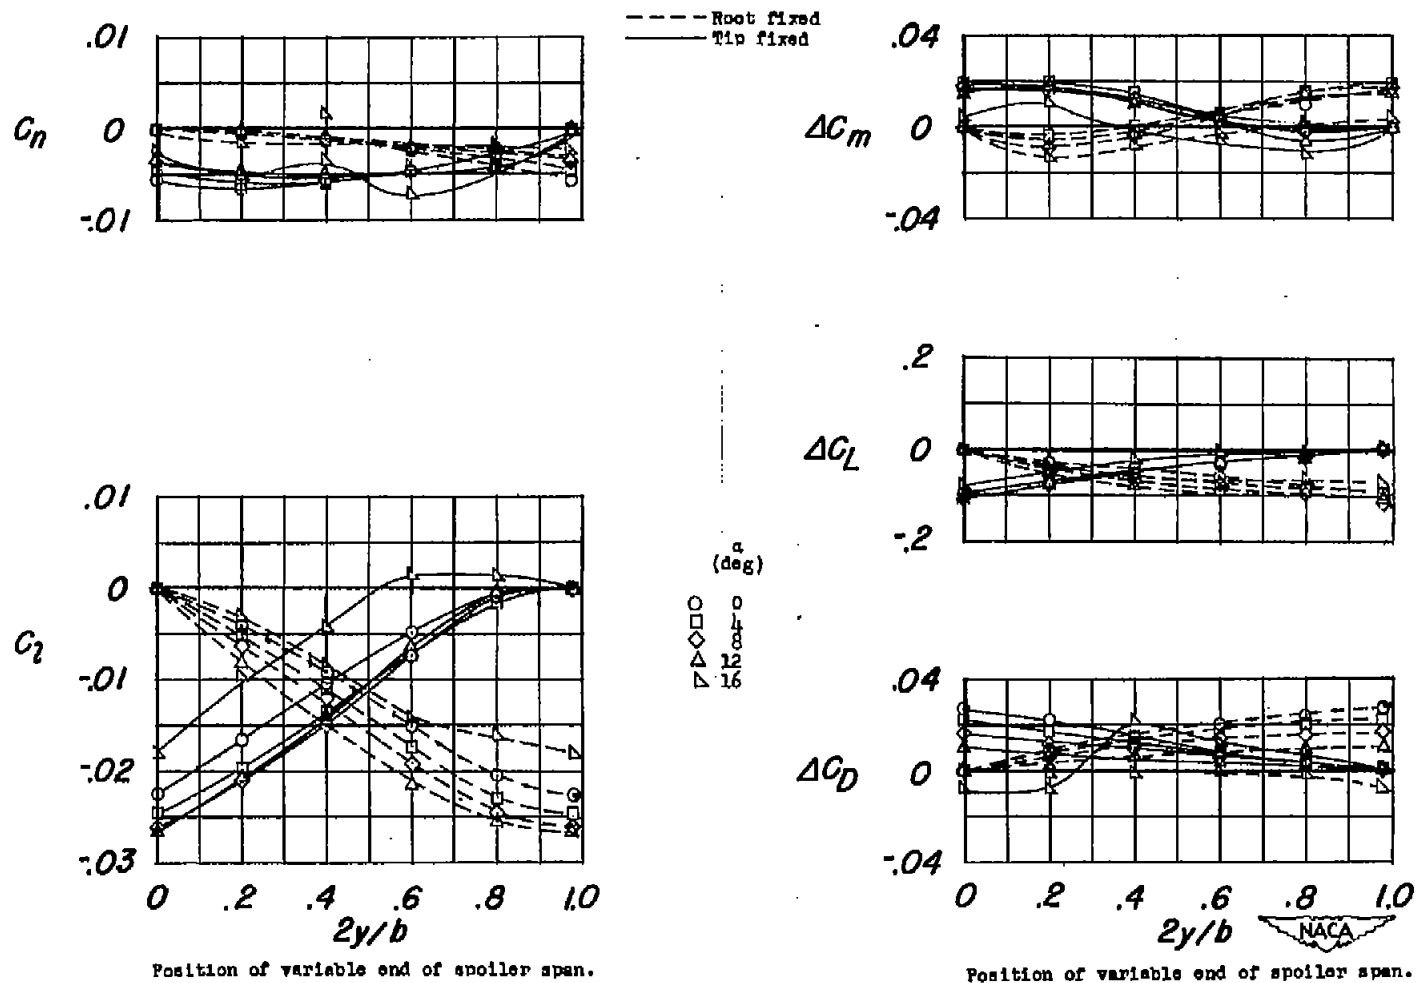 Root fixed
Tip fixed
.01
Cn
0
-.01
.04
ΔCm
0
-.04
.2
ΔCL
0
-.2
.01
0
Cl
-.01
-.02
-.03
0 .2 .4 .6 .8 1.0
2y/b
Position of variable end of spoiler span.
α
(deg)
0
4
8
12
16
.04
ΔCD
0
-.04
0 .2 .4 .6 .8 1.0
2y/b
NACA
Position of variable end of spoiler span.